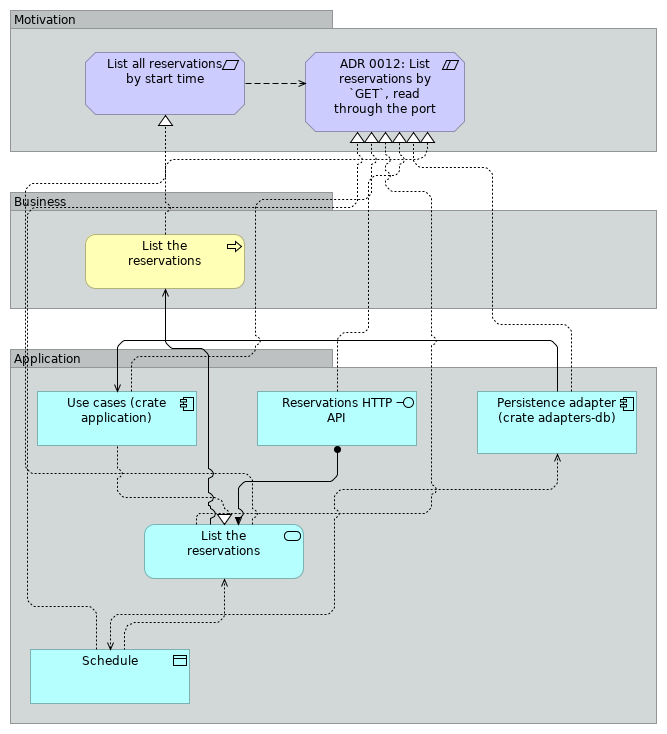 Motivation
List all reservations
by start time
ADR 0012: List
reservations by
`GET`, read
through the port
Business
List the
reservations
Application
Use cases (crate
application)
Reservations HTTP
API
Persistence adapter
(crate adapters-db)
List the
reservations
Schedule